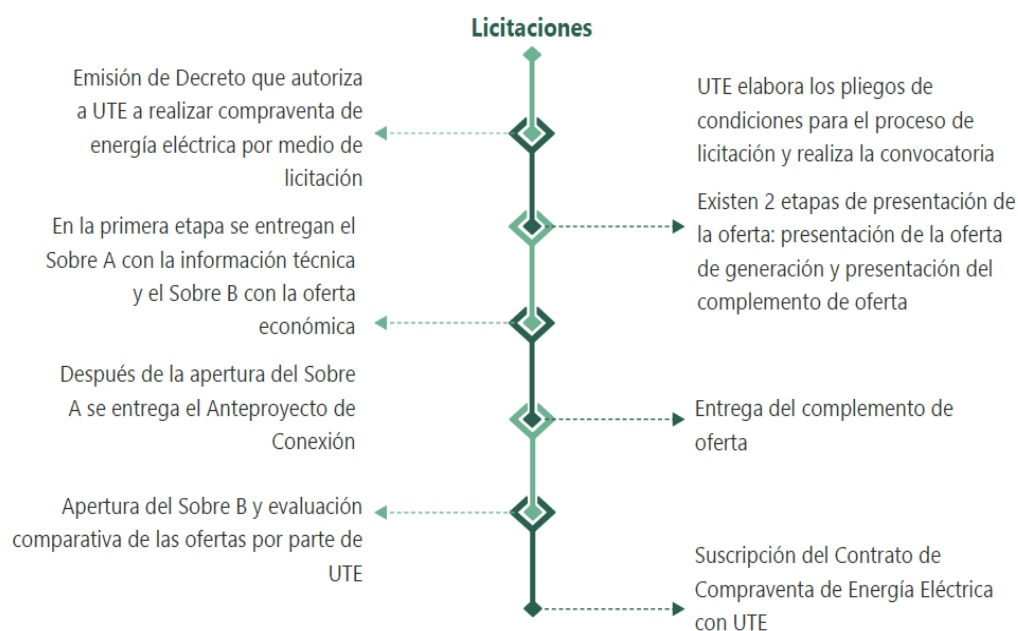 Licitaciones
Emisión de Decreto que autoriza
a UTE a realizar compraventa de
energía eléctrica por medio de
licitación
UTE elabora los pliegos de
condiciones para el proceso de
licitación y realiza la convocatoria
Existen 2 etapas de presentación de
la oferta: presentación de la oferta
de generación y presentación del
complemento de oferta
En la primera etapa se entregan el
Sobre A con la información técnica
y el Sobre B con la oferta
económica
Después de la apertura del Sobre
A se entrega el Anteproyecto de
Conexión
Entrega del complemento de
oferta
Apertura del Sobre B y evaluación
comparativa de las ofertas por parte de
UTE
Suscripción del Contrato de
Compraventa de Energía Eléctrica
con UTE